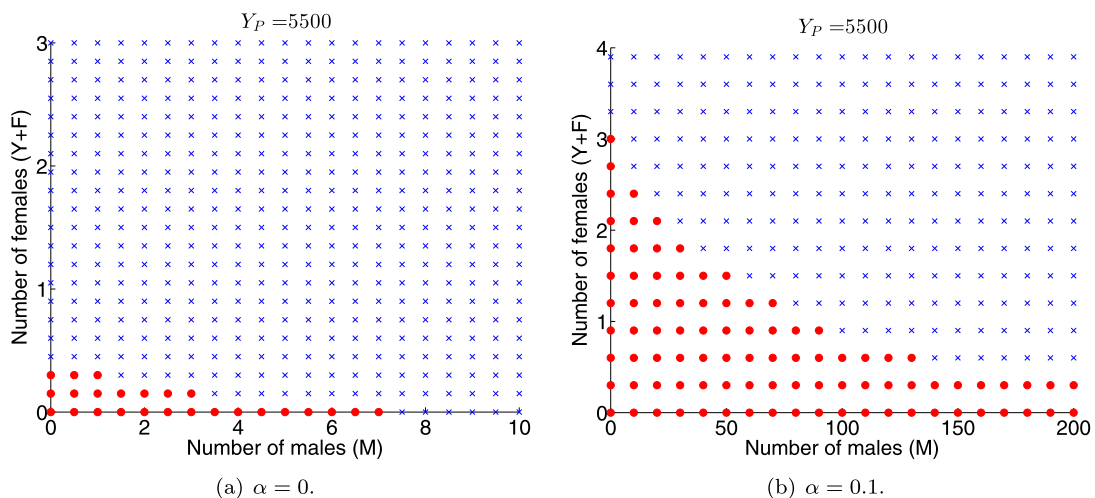 Y_P =5500
3
2
1
0
Number of females (Y+F)
0 2 4 6 8 10
Number of males (M)
(a) α = 0.
Y_P =5500
4
3
2
1
0
Number of females (Y+F)
0 50 100 150 200
Number of males (M)
(b) α = 0.1.